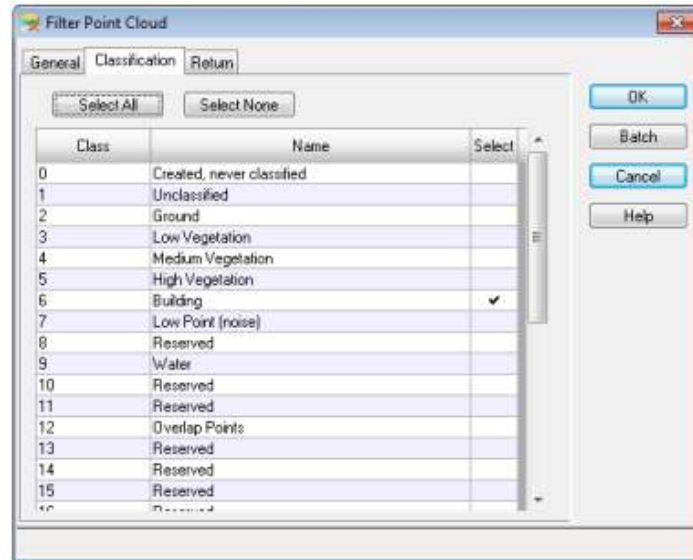 Filter Point Cloud
General Classification Return
Select All Select None
OK
Batch
Cancel
Help
Class Name Select
0 Created, never classified
1 Unclassified
2 Ground
3 Low Vegetation
4 Medium Vegetation
5 High Vegetation
6 Building ✔
7 Low Point (noise)
8 Reserved
9 Water
10 Reserved
11 Reserved
12 Overlap Points
13 Reserved
14 Reserved
15 Reserved